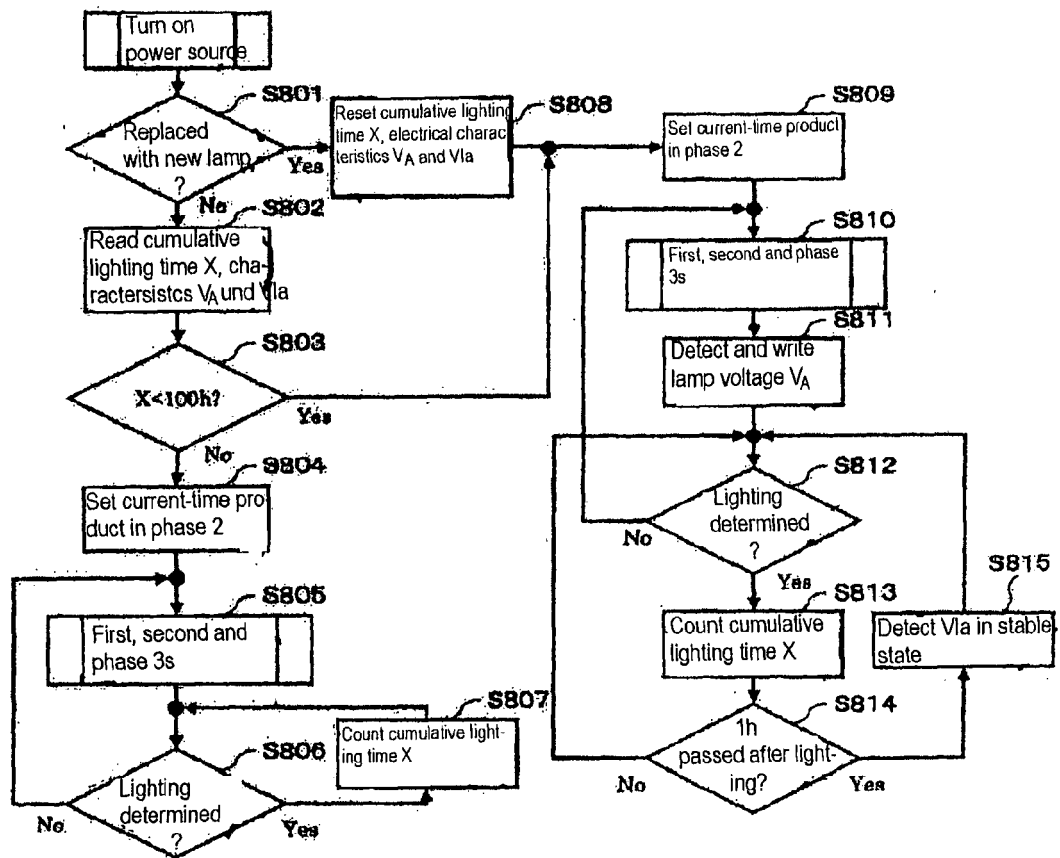 Turn on
power source
S801
Replaced
with new lamp
?
Yes
No
S808
Reset cumulative lighting
time X, electrical charac
teristics VA and Vla
S802
Read cumulative
lighting time X, cha-
ractersistcs VA und Vla
S803
X<100h?
Yes
No
S804
Set current-time pro
duct in phase 2
S805
First, second and
phase 3s
S806
Lighting
determined
?
No
Yes
S807
Count cumulative light-
ing time X
S809
Set current-time product
in phase 2
S810
First, second and phase
3s
S811
Detect and write
lamp voltage VA
S812
Lighting
determined
?
No
Yes
S813
Count cumulative
lighting time X
S814
1h
passed after light-
ing?
No
Yes
S815
Detect Vla in stable
state